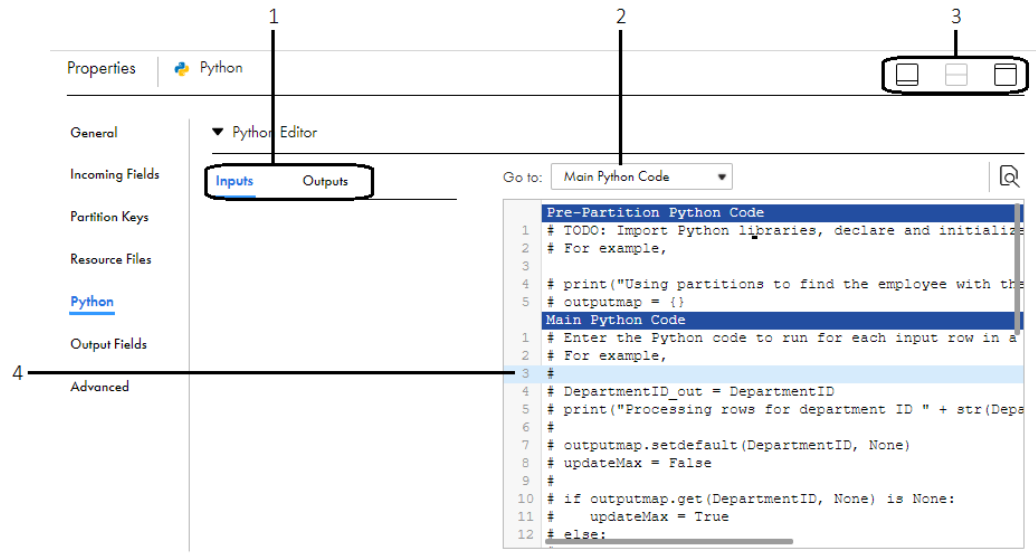 1 2 3
Properties Python
General
Incoming Fields
Partition Keys
Resource Files
Python
Output Fields
Advanced
4
Python Editor
Inputs Outputs
Go to: Main Python Code
Pre-Partition Python Code
1 # TODO: Import Python libraries, declare and initialize
2 # For example,
3
4 # print("Using partitions to find the employee with the
5 # outputmap = {}
Main Python Code
1 # Enter the Python code to run for each input row in a
2 # For example,
3 #
4 # DepartmentID_out = DepartmentID
5 # print("Processing rows for department ID " + str(Depa
6 #
7 # outputmap.setdefault(DepartmentID, None)
8 # updateMax = False
9 #
10 # if outputmap.get(DepartmentID, None) is None:
11 #    updateMax = True
12 # else: